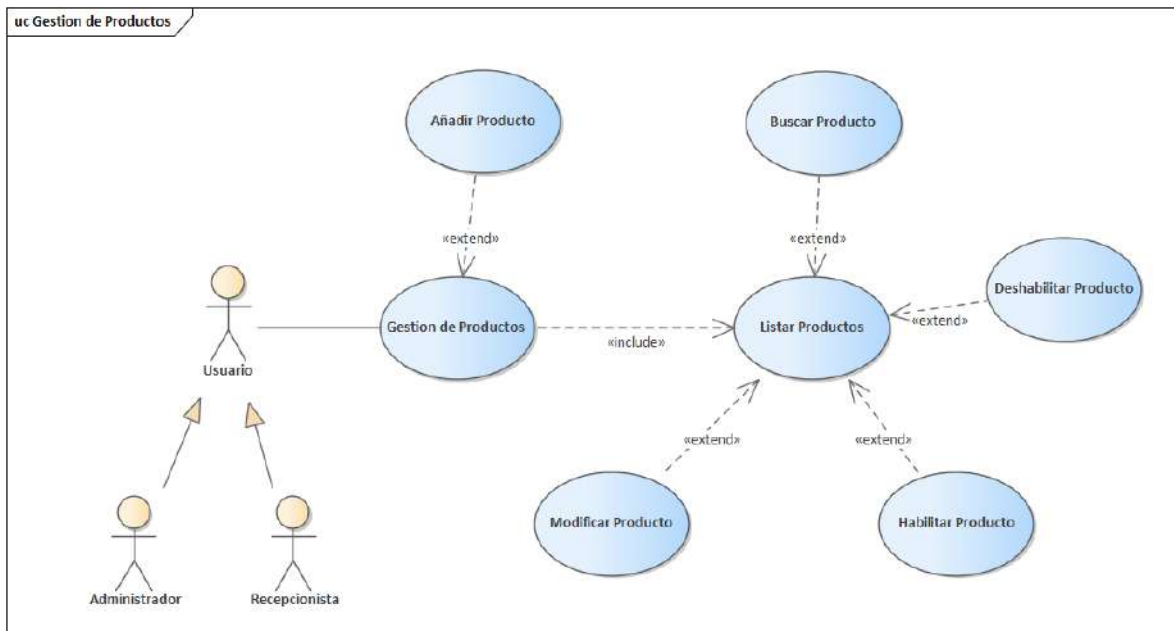 uc Gestion de Productos
Añadir Producto
Buscar Producto
«extend»
«extend»
Deshabilitar Producto
Gestion de Productos
Listar Productos
«extend»
«include»
Usuario
«extend»
«extend»
Modificar Producto
Habilitar Producto
Administrador
Recepcionista